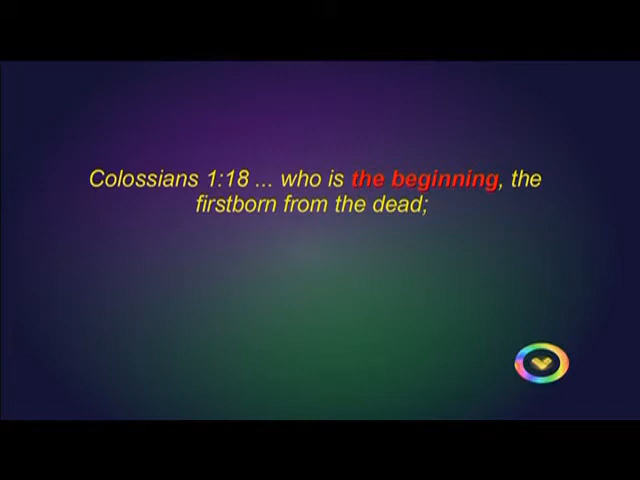 Colossians 1:18 ... who is the beginning, the
firstborn from the dead;